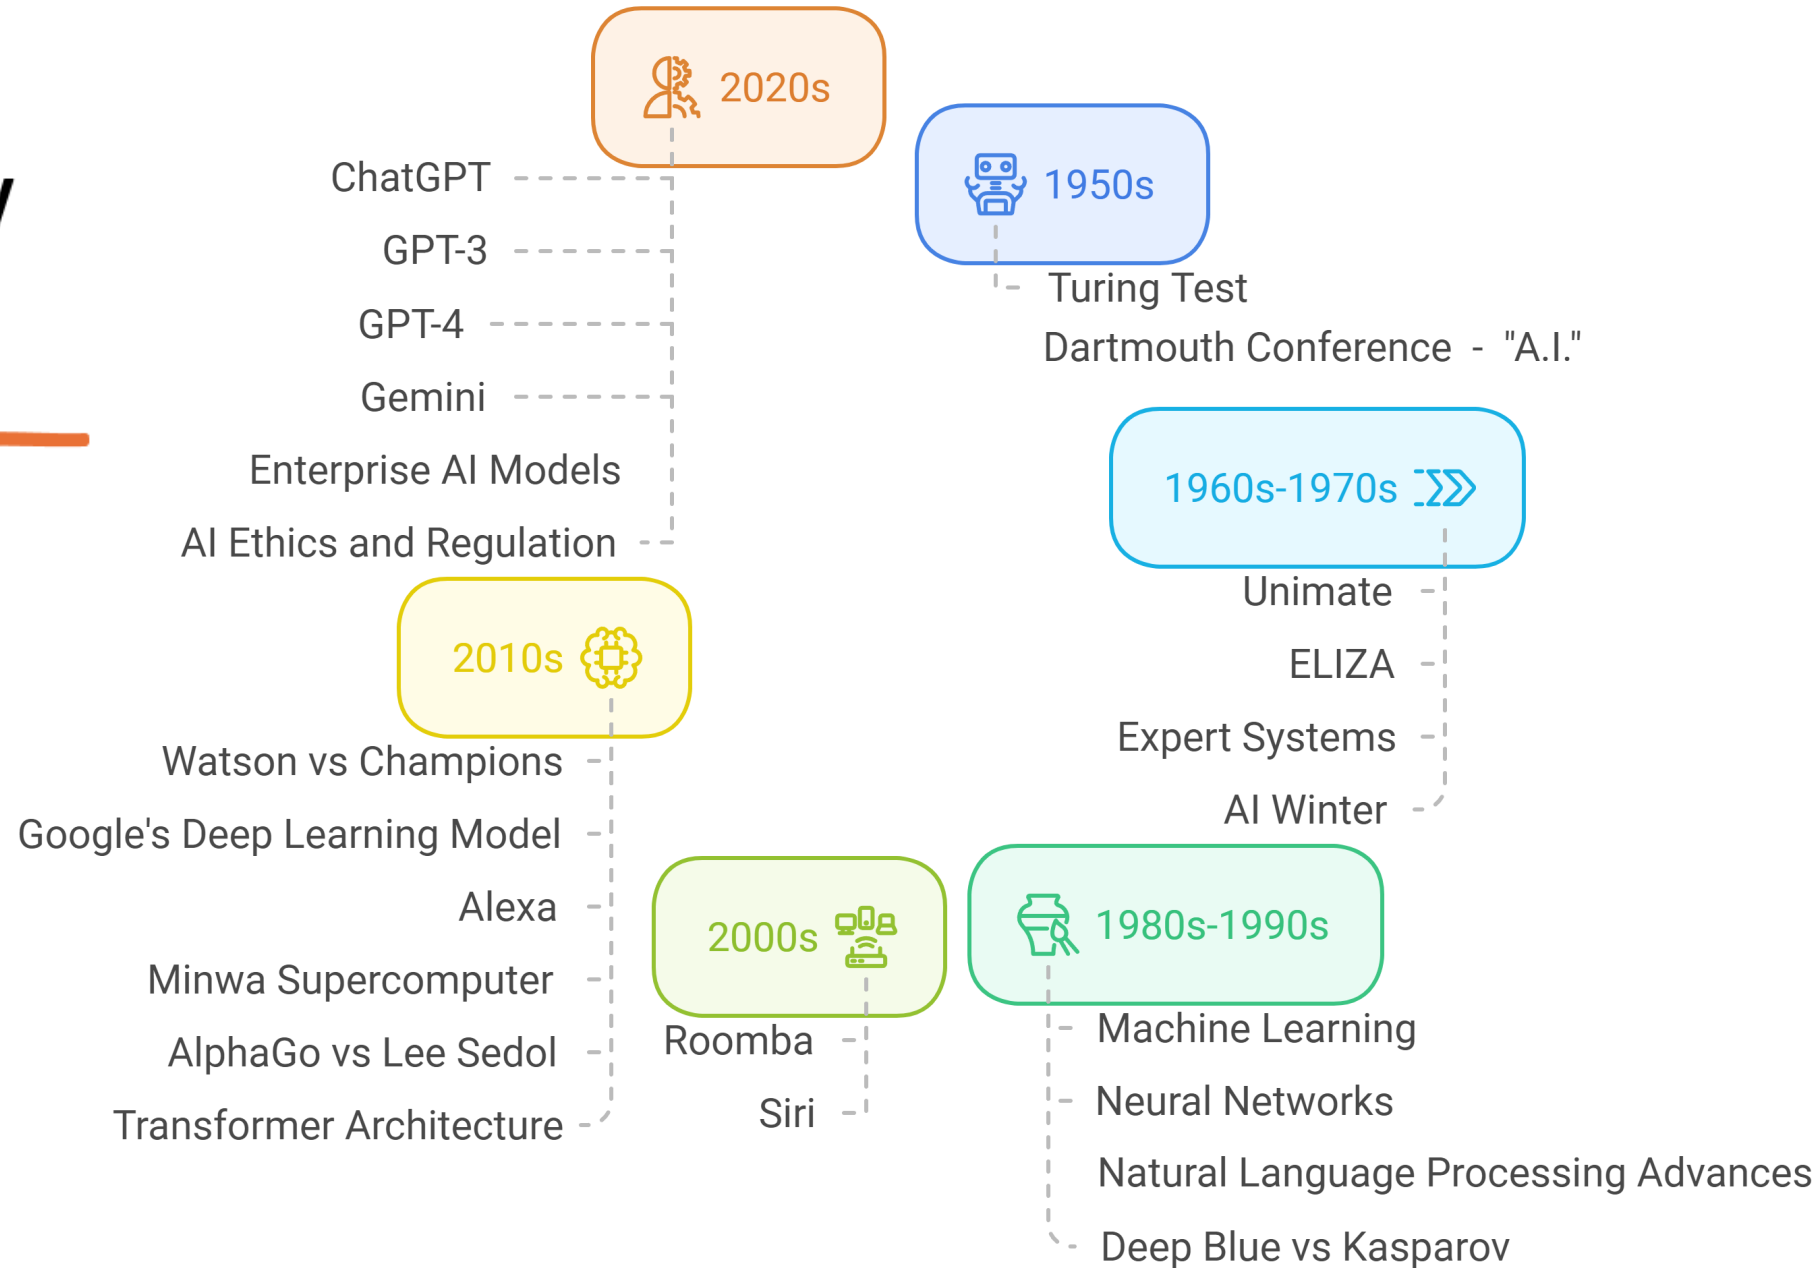 2020s
ChatGPT
GPT-3
GPT-4
Gemini
Enterprise AI Models
AI Ethics and Regulation
1950s
Turing Test
Dartmouth Conference - "A.I."
1960s-1970s
Unimate
ELIZA
Expert Systems
AI Winter
1980s-1990s
Machine Learning
Neural Networks
Natural Language Processing Advances
Deep Blue vs Kasparov
2000s
Roomba
Siri
2010s
Watson vs Champions
Google's Deep Learning Model
Alexa
Minwa Supercomputer
AlphaGo vs Lee Sedol
Transformer Architecture